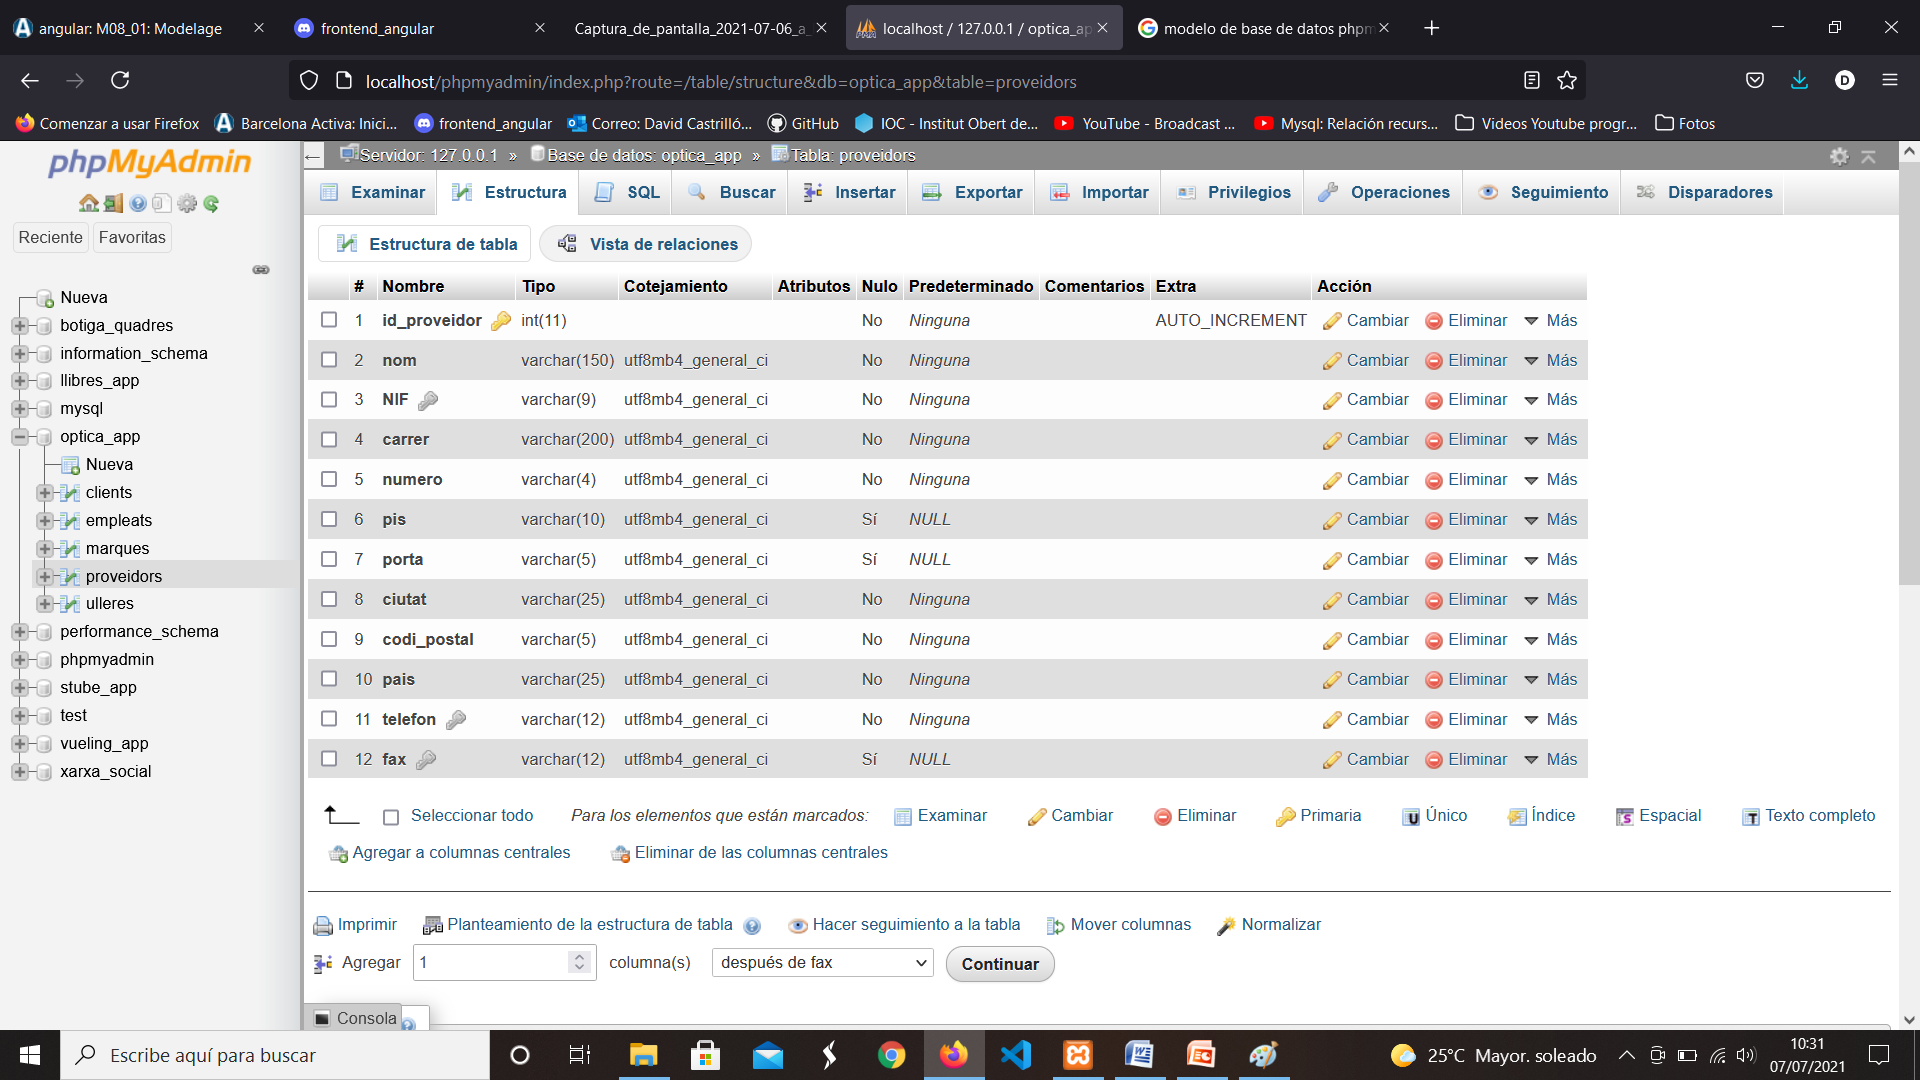 angular: M08_01: Modelage
frontend_angular
Captura_de_pantalla_2021-07-06_a_
localhost / 127.0.0.1 / optica_ap
modelo de base de datos phpm
localhost/phpmyadmin/index.php?route=/table/structure&db=optica_app&table=proveidors
D
Comenzar a usar Firefox
Barcelona Activa: Inici...
frontend_angular
Correo: David Castrilló...
GitHub
IOC - Institut Obert de...
YouTube - Broadcast ...
Mysql: Relación recurs...
Videos Youtube progr...
Fotos
phpMyAdmin
Reciente Favoritas
Nueva
botiga_quadres
information_schema
llibres_app
mysql
optica_app
Nueva
clients
empleats
marques
proveidors
ulleres
performance_schema
phpmyadmin
stube_app
test
vueling_app
xarxa_social
Servidor: 127.0.0.1 » Base de datos: optica_app » Tabla: proveidors
Examinar Estructura SQL Buscar Insertar Exportar Importar Privilegios Operaciones Seguimiento Disparadores
Estructura de tabla Vista de relaciones
# Nombre Tipo Cotejamiento Atributos Nulo Predeterminado Comentarios Extra Acción
1 id_proveidor int(11) No Ninguna AUTO_INCREMENT Cambiar Eliminar Más
2 nom varchar(150) utf8mb4_general_ci No Ninguna Cambiar Eliminar Más
3 NIF varchar(9) utf8mb4_general_ci No Ninguna Cambiar Eliminar Más
4 carrer varchar(200) utf8mb4_general_ci No Ninguna Cambiar Eliminar Más
5 numero varchar(4) utf8mb4_general_ci No Ninguna Cambiar Eliminar Más
6 pis varchar(10) utf8mb4_general_ci Sí NULL Cambiar Eliminar Más
7 porta varchar(5) utf8mb4_general_ci Sí NULL Cambiar Eliminar Más
8 ciutat varchar(25) utf8mb4_general_ci No Ninguna Cambiar Eliminar Más
9 codi_postal varchar(5) utf8mb4_general_ci No Ninguna Cambiar Eliminar Más
10 pais varchar(25) utf8mb4_general_ci No Ninguna Cambiar Eliminar Más
11 telefon varchar(12) utf8mb4_general_ci No Ninguna Cambiar Eliminar Más
12 fax varchar(12) utf8mb4_general_ci Sí NULL Cambiar Eliminar Más
Seleccionar todo Para los elementos que están marcados: Examinar Cambiar Eliminar Primaria Único Índice Espacial Texto completo
Agregar a columnas centrales Eliminar de las columnas centrales
Imprimir Planteamiento de la estructura de tabla Hacer seguimiento a la tabla Mover columnas Normalizar
Agregar 1 columna(s) después de fax Continuar
Consola
Escribe aquí para buscar
25°C Mayor. soleado
10:31
07/07/2021